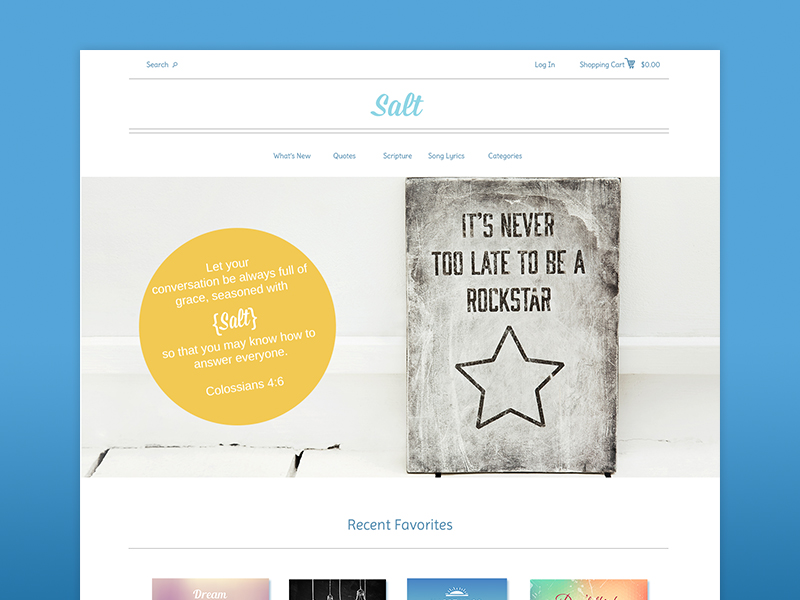 Search
Log In
Shopping Cart $0.00
Salt
What's New Quotes Scripture Song Lyrics Categories
Let your
conversation be always full of
grace, seasoned with
{Salt}
so that you may know how to
answer everyone.
Colossians 4:6
IT'S NEVER
TOO LATE TO BE A
ROCKSTAR
Recent Favorites
Dream